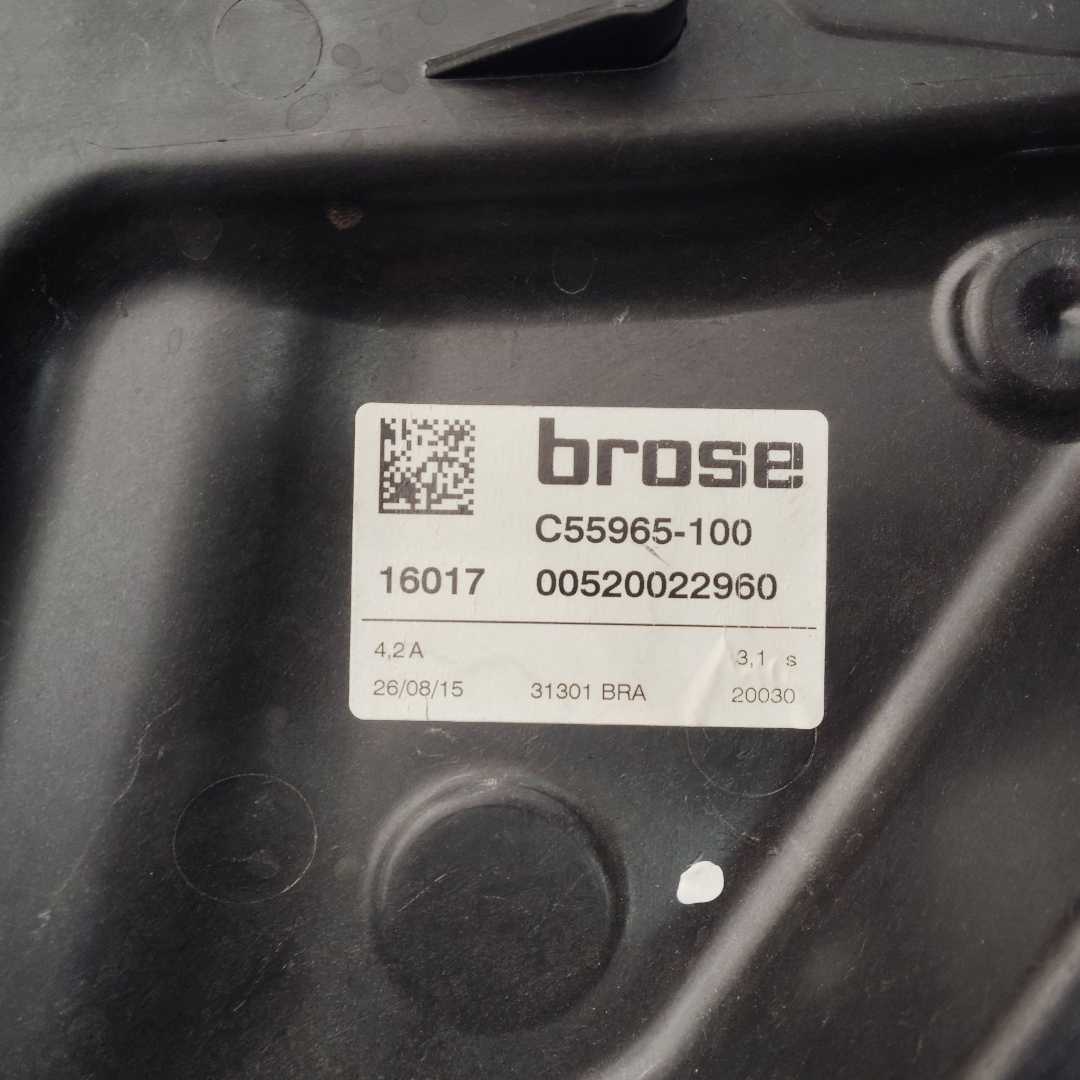 brose
C55965-100
16017 00520022960
4,2 A 3,1 s
26/08/15 31301 BRA 20030